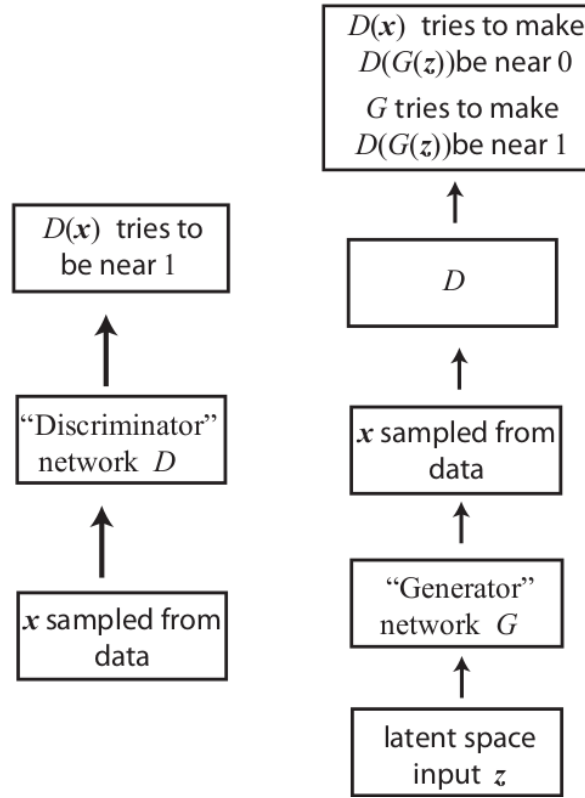 D(x) tries to
be near 1
“Discriminator”
network D
x sampled from
data
D(x) tries to make
D(G(z))be near 0
G tries to make
D(G(z))be near 1
D
x sampled from
data
“Generator”
network G
latent space
input z